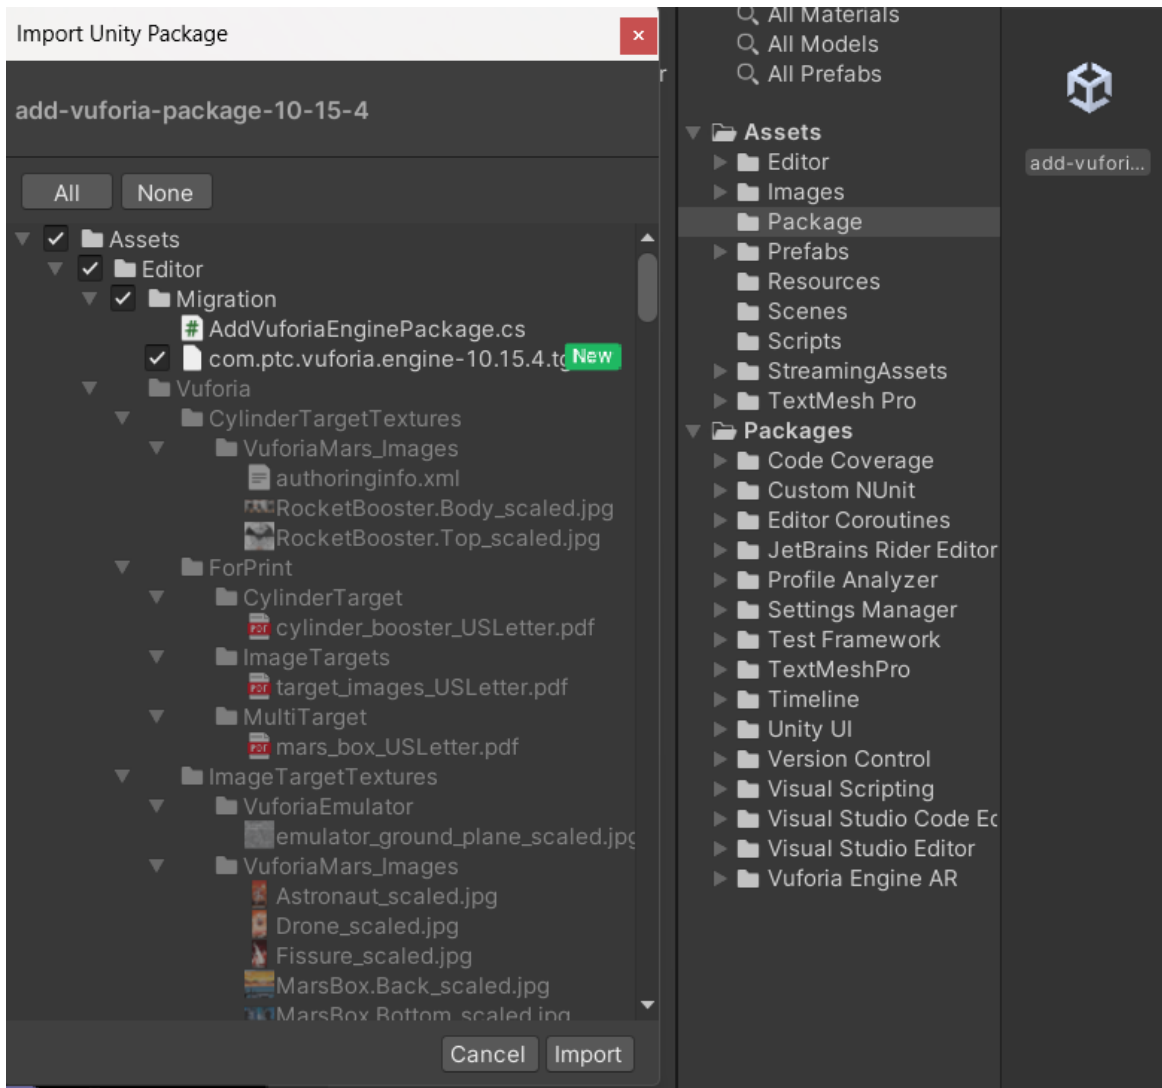 Import Unity Package
add-vuforia-package-10-15-4
All
None
Assets
Editor
Migration
AddVuforiaEnginePackage.cs
com.ptc.vuforia.engine-10.15.4.tg
New
Vuforia
CylinderTargetTextures
VuforiaMars_Images
authoringinfo.xml
RocketBooster.Body_scaled.jpg
RocketBooster.Top_scaled.jpg
ForPrint
CylinderTarget
cylinder_booster_USLetter.pdf
ImageTargets
target_images_USLetter.pdf
MultiTarget
mars_box_USLetter.pdf
ImageTargetTextures
VuforiaEmulator
emulator_ground_plane_scaled.jpg
VuforiaMars_Images
Astronaut_scaled.jpg
Drone_scaled.jpg
Fissure_scaled.jpg
MarsBox.Back_scaled.jpg
MarsBox.Bottom_scaled.jpg
Cancel
Import
r
All Materials
All Models
All Prefabs
Assets
Editor
Images
Package
Prefabs
Resources
Scenes
Scripts
StreamingAssets
TextMesh Pro
Packages
Code Coverage
Custom NUnit
Editor Coroutines
JetBrains Rider Editor
Profile Analyzer
Settings Manager
Test Framework
TextMeshPro
Timeline
Unity UI
Version Control
Visual Scripting
Visual Studio Code Ec
Visual Studio Editor
Vuforia Engine AR
add-vufori...